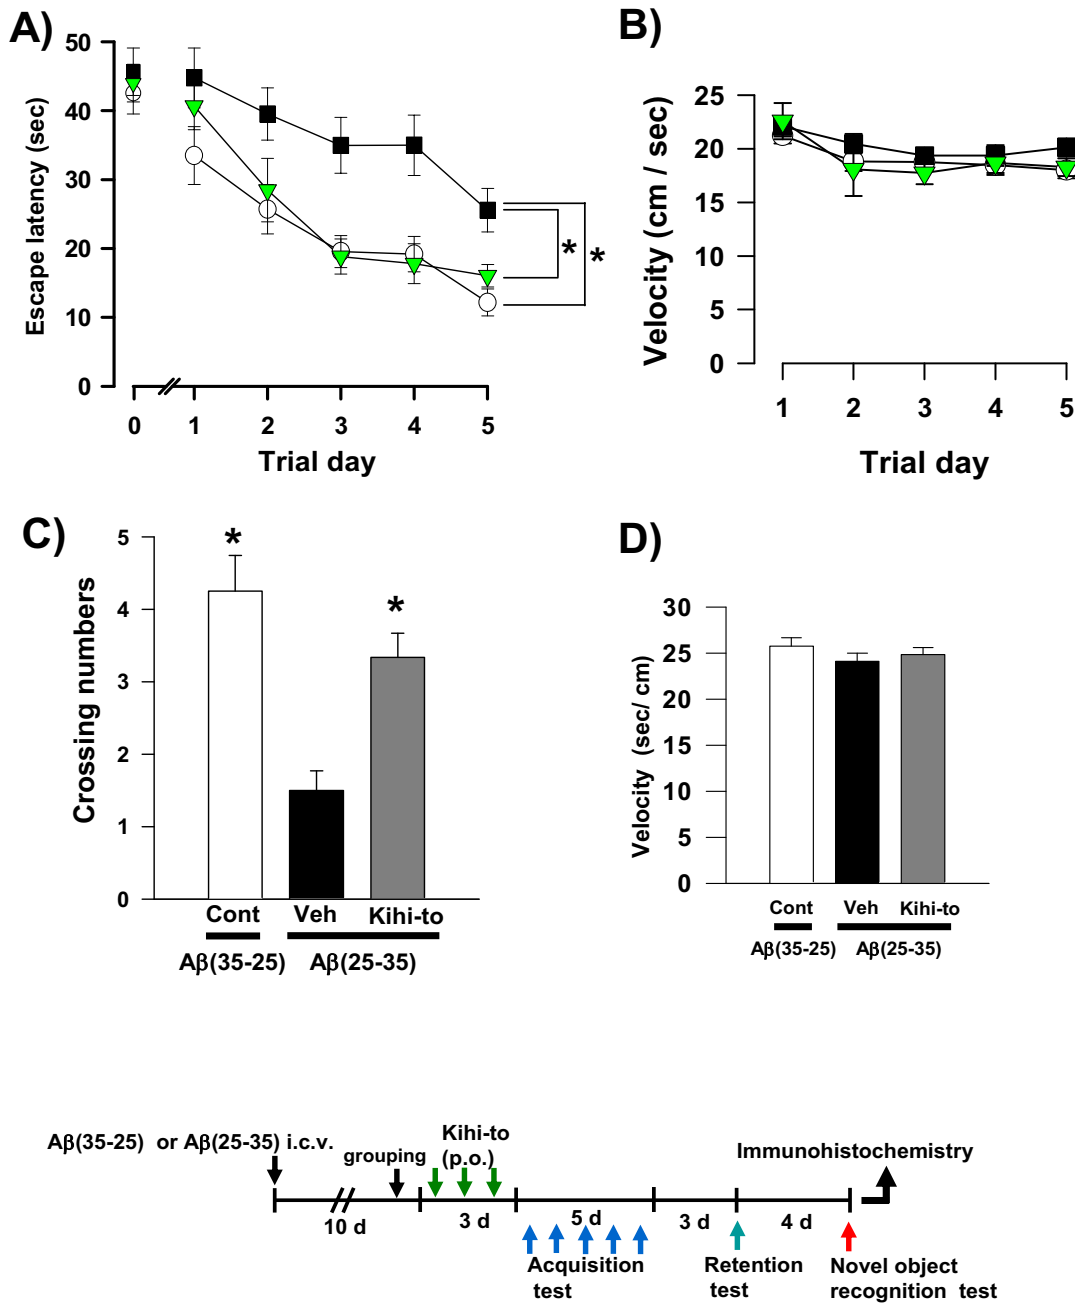 A)
50
40
30
20
10
0
Escape latency (sec)
*
*
0 1 2 3 4 5
Trial day
B)
25
20
15
10
5
0
Velocity (cm / sec)
1 2 3 4 5
Trial day
C)
5
4
3
2
1
0
Crossing numbers
*
*
Cont Veh Kihi-to
Aβ(35-25) Aβ(25-35)
D)
30
25
20
15
10
5
0
Velocity (sec/ cm)
Cont Veh Kihi-to
Aβ(35-25) Aβ(25-35)
Aβ(35-25) or Aβ(25-35) i.c.v.
grouping
Kihi-to
(p.o.)
Immunohistochemistry
10 d 3 d 5 d 3 d 4 d
Acquisition
test
Retention
test
Novel object
recognition test